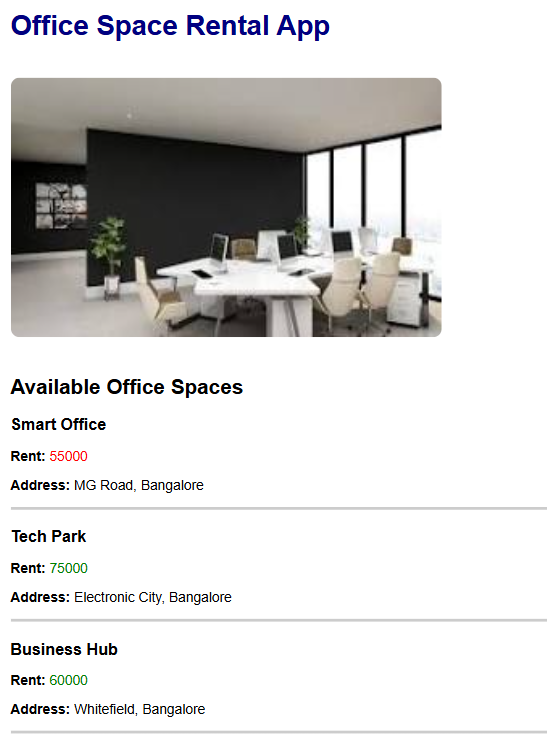 Office Space Rental App
Available Office Spaces
Smart Office
Rent: 55000
Address: MG Road, Bangalore
Tech Park
Rent: 75000
Address: Electronic City, Bangalore
Business Hub
Rent: 60000
Address: Whitefield, Bangalore